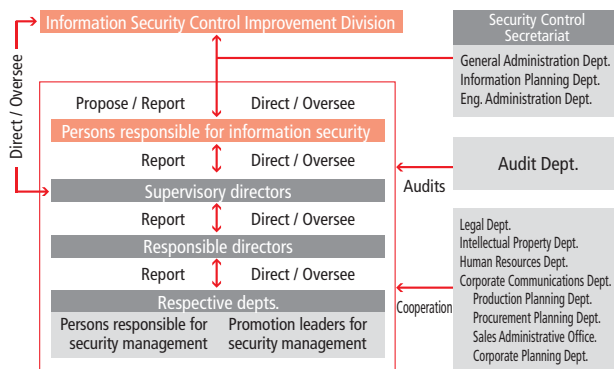 Information Security Control Improvement Division
Direct / Oversee
Propose / Report
Direct / Oversee
Persons responsible for information security
Report
Direct / Oversee
Supervisory directors
Report
Direct / Oversee
Responsible directors
Report
Direct / Oversee
Respective depts.
Persons responsible for
security management
Promotion leaders for
security management
Security Control
Secretariat
General Administration Dept.
Information Planning Dept.
Eng. Administration Dept.
Audits
Audit Dept.
Cooperation
Legal Dept.
Intellectual Property Dept.
Human Resources Dept.
Corporate Communications Dept.
Production Planning Dept.
Procurement Planning Dept.
Sales Administrative Office.
Corporate Planning Dept.